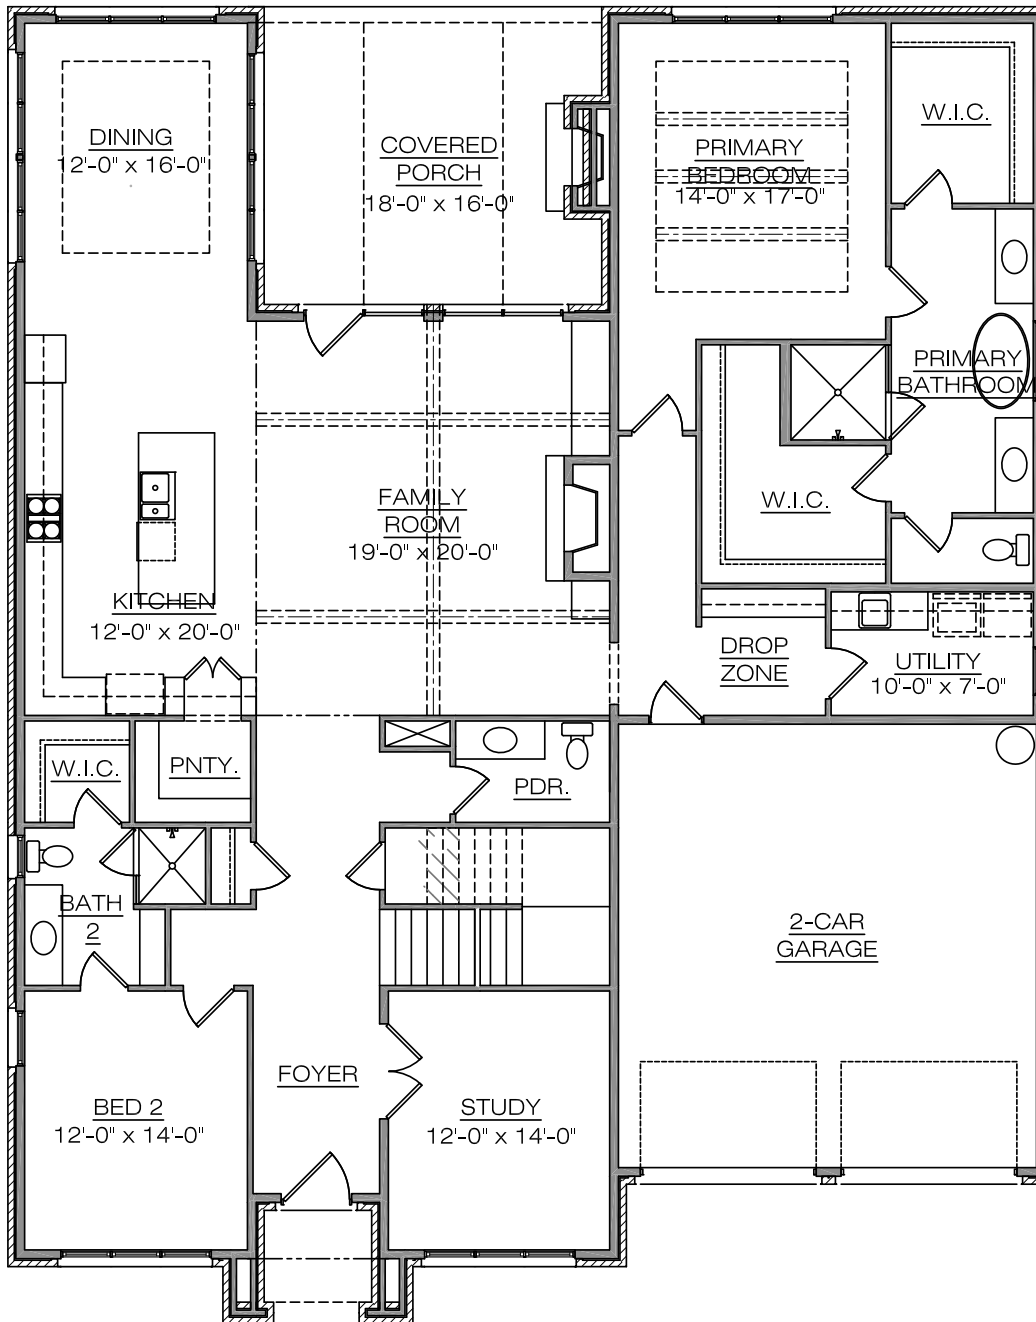 DINING
12'-0" x 16'-0"
COVERED
PORCH
18'-0" x 16'-0"
PRIMARY
BEDROOM
14'-0" x 17'-0"
W.I.C.
PRIMARY
BATHROOM
FAMILY
ROOM
19'-0" x 20'-0"
W.I.C.
KITCHEN
12'-0" x 20'-0"
DROP
ZONE
UTILITY
10'-0" x 7'-0"
W.I.C.
PNTY.
PDR.
BATH
2
2-CAR
GARAGE
FOYER
BED 2
12'-0" x 14'-0"
STUDY
12'-0" x 14'-0"